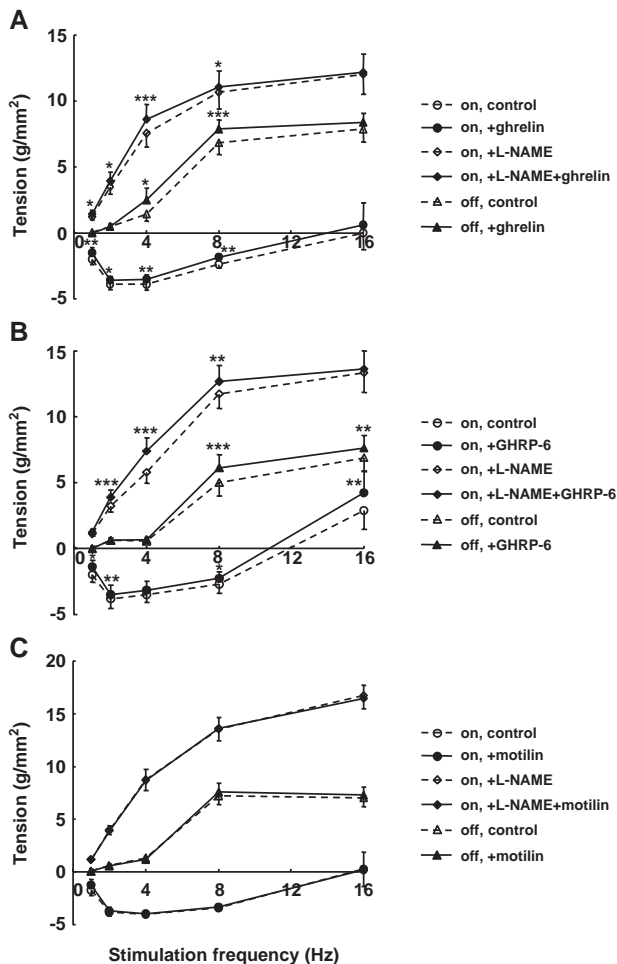 A
Tension (g/mm²)
15
10
5
0
-5
4
8
12
16
*
*
***
*
*
***
**
*
**
**
on, control
on, +ghrelin
on, +L-NAME
on, +L-NAME+ghrelin
off, control
off, +ghrelin
B
Tension (g/mm²)
15
10
5
0
-5
4
8
12
16
***
***
**
***
**
*
**
*
**
on, control
on, +GHRP-6
on, +L-NAME
on, +L-NAME+GHRP-6
off, control
off, +GHRP-6
C
Tension (g/mm²)
20
15
10
5
0
-5
0
4
8
12
16
on, control
on, +motilin
on, +L-NAME
on, +L-NAME+motilin
off, control
off, +motilin
Stimulation frequency (Hz)